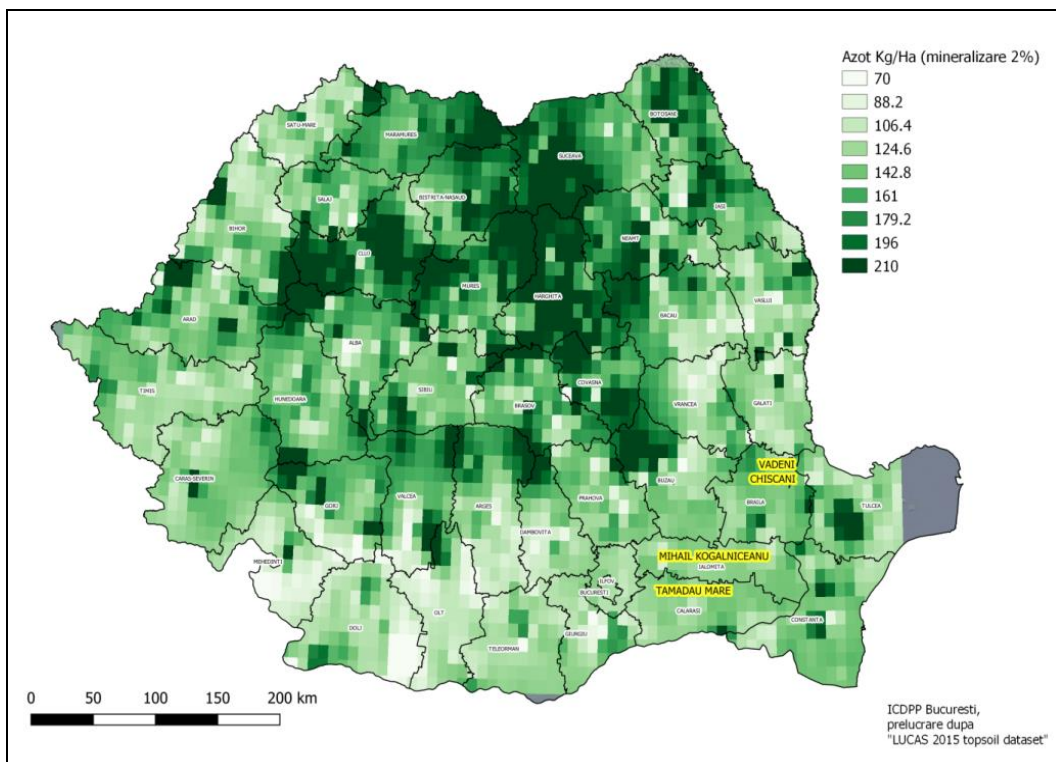 Azot Kg/Ha (mineralizare 2%)
70
88.2
106.4
124.6
142.8
161
179.2
196
210
BOTOSANI
SATU-MARE
MARAMURES
SUCEAVA
SALAJ
BISTRITA-NASAUD
IASI
BIHOR
CLUJ
NEAMT
MURES
HARGHITA
VASLUI
ARAD
BACAU
ALBA
COVASNA
TIMIS
HUNEDOARA
SIBIU
BRASOV
VRANCEA
GALATI
VADENI
CHISCANI
CARAS-SEVERIN
BUZAU
GORJ
VALCEA
ARGES
PRAHOVA
BRAILA
TULCEA
DAMBOVITA
MIHAIL KOGALNICEANU
MEHEDINTI
IALOMITA
ILFOV
BUCURESTI
TAMADAU MARE
OLT
CALARASI
CONSTANTA
DOLJ
GIURGIU
TELEORMAN
0 50 100 150 200 km
ICDPP Bucuresti,
prelucrare dupa
"LUCAS 2015 topsoil dataset"